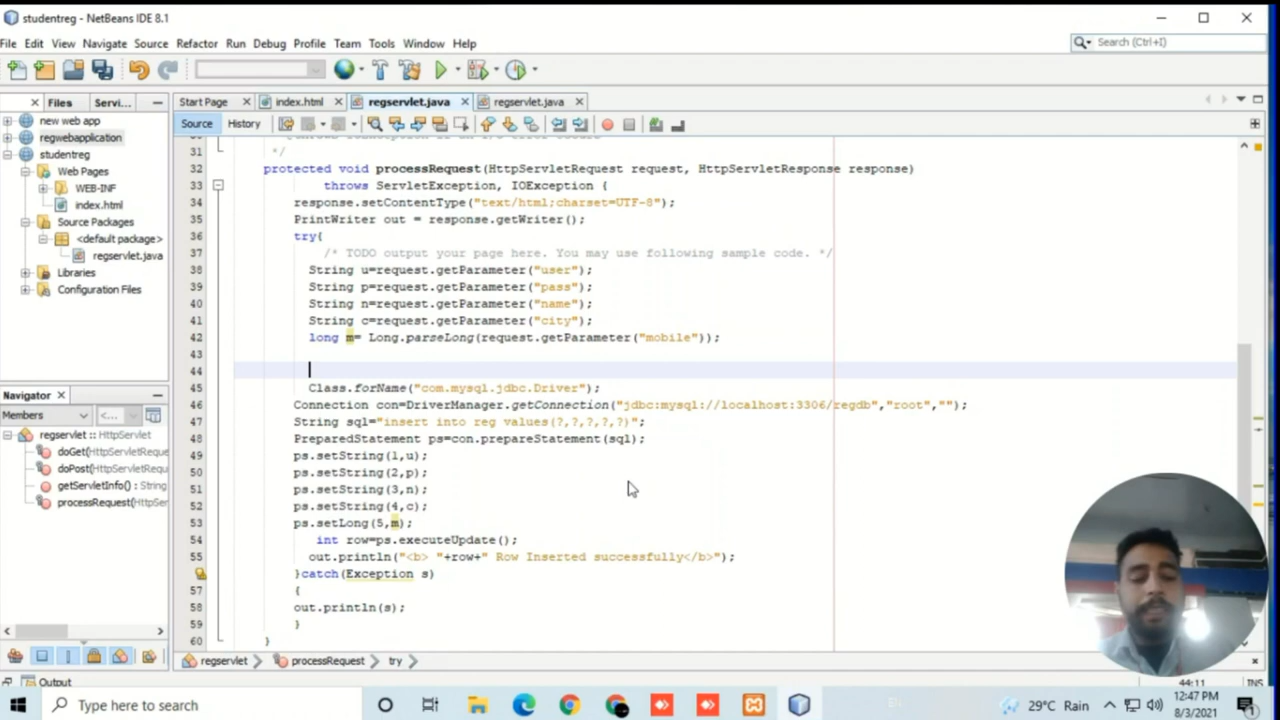 studentreg - NetBeans IDE 8.1
File Edit View Navigate Source Refactor Run Debug Profile Team Tools Window Help
Search (Ctrl+I)
Files Servi...
Start Page index.html regservlet.java regservlet.java
new web app
regwebapplication
studentreg
Web Pages
WEB-INF
index.html
Source Packages
<default package>
regservlet.java
Libraries
Configuration Files
Source History
31 */
32 protected void processRequest(HttpServletRequest request, HttpServletResponse response)
33 throws ServletException, IOException {
34 response.setContentType("text/html;charset=UTF-8");
35 PrintWriter out = response.getWriter();
36 try{
37 /* TODO output your page here. You may use following sample code. */
38 String u=request.getParameter("user");
39 String p=request.getParameter("pass");
40 String n=request.getParameter("name");
41 String c=request.getParameter("city");
42 long m= Long.parseLong(request.getParameter("mobile"));
43
44
45 Class.forName("com.mysql.jdbc.Driver");
46 Connection con=DriverManager.getConnection("jdbc:mysql://localhost:3306/regdb","root","");
47 String sql="insert into reg values(?,?,?,?,?)";
48 PreparedStatement ps=con.prepareStatement(sql);
49 ps.setString(1,u);
50 ps.setString(2,p);
51 ps.setString(3,n);
52 ps.setString(4,c);
53 ps.setLong(5,m);
54 int row=ps.executeUpdate();
55 out.println("<b> "+row+" Row Inserted successfully</b>");
}catch(Exception s)
57 {
58 out.println(s);
59 }
60 }
Navigator
Members <...
regservlet :: HttpServlet
doGet(HttpServletRequ
doPost(HttpServletRequ
getServletInfo() : String
processRequest(HttpSer
regservlet processRequest try
Output
44:11 INS
Type here to search
29°C Rain
12:47 PM
8/3/2021
1